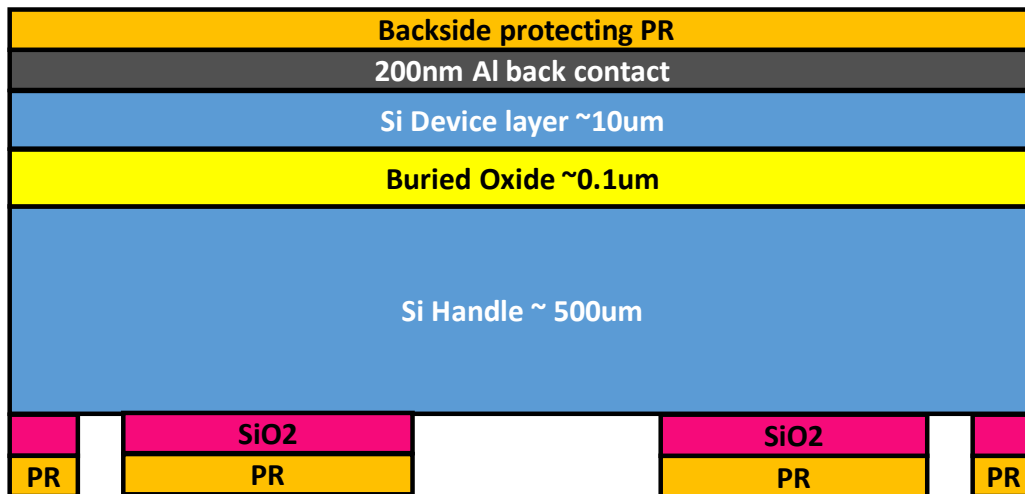 Backside protecting PR
200nm Al back contact
Si Device layer ~10um
Buried Oxide ~0.1um
Si Handle ~ 500um
SiO2
SiO2
PR
PR
PR
PR